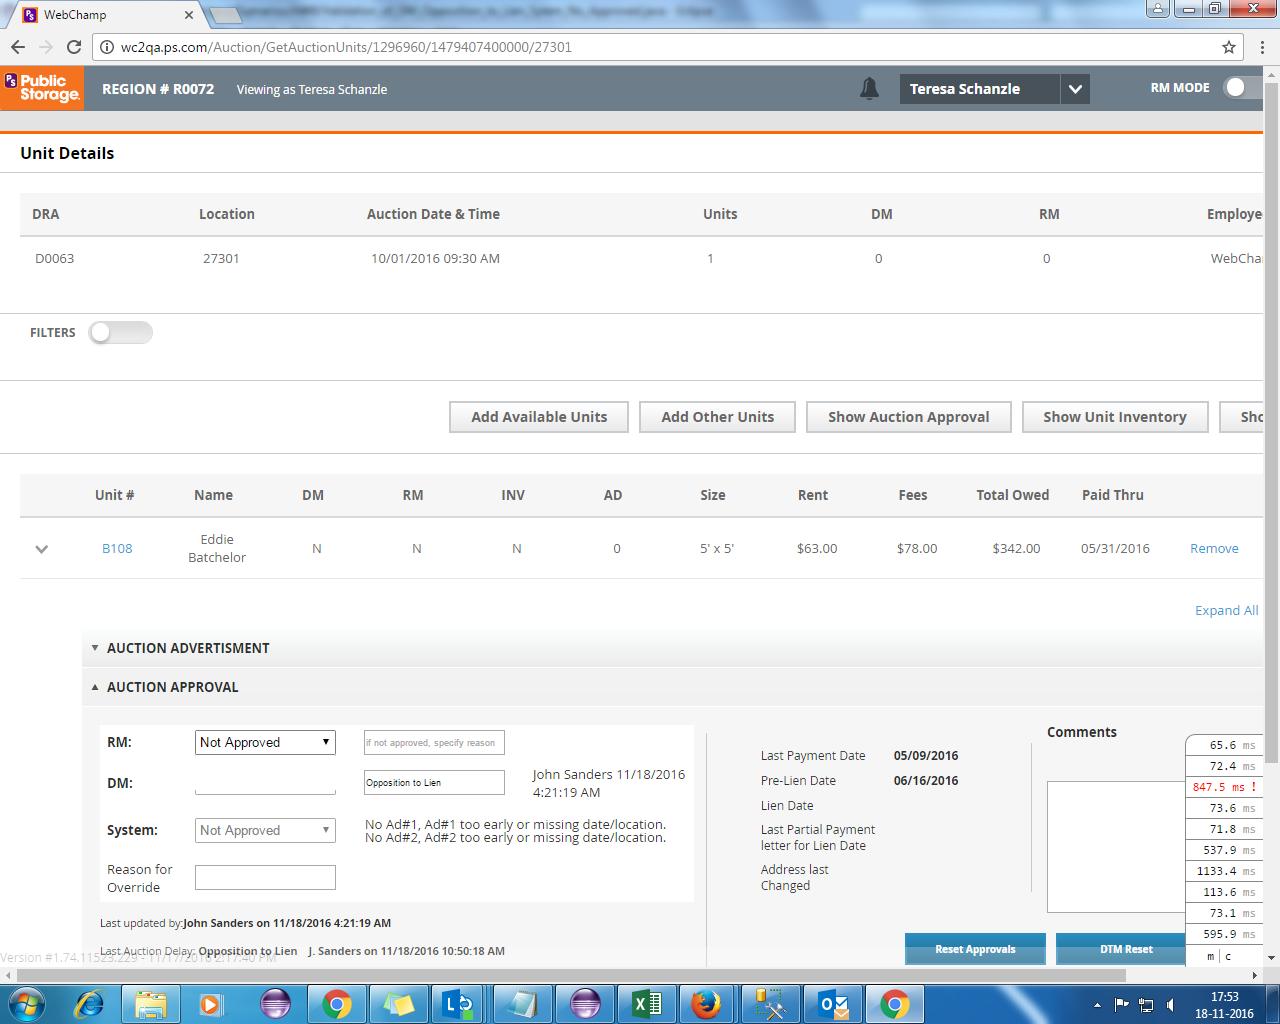 WebChamp
wc2qa.ps.com/Auction/GetAuctionUnits/1296960/1479407400000/27301
PS Public Storage. REGION # R0072 Viewing as Teresa Schanzle Teresa Schanzle RM MODE
Unit Details
DRA Location Auction Date & Time Units DM RM Employe
D0063 27301 10/01/2016 09:30 AM 1 0 0 WebCha
FILTERS
Add Available Units Add Other Units Show Auction Approval Show Unit Inventory Sho
Unit # Name DM RM INV AD Size Rent Fees Total Owed Paid Thru
B108 Eddie Batchelor N N N 0 5' x 5' $63.00 $78.00 $342.00 05/31/2016 Remove
Expand All
AUCTION ADVERTISMENT
AUCTION APPROVAL
RM: Not Approved if not approved, specify reason
DM: Opposition to Lien John Sanders 11/18/2016
4:21:19 AM
System: Not Approved No Ad#1, Ad#1 too early or missing date/location.
No Ad#2, Ad#2 too early or missing date/location.
Reason for
Override
Last updated by:John Sanders on 11/18/2016 4:21:19 AM
Last Auction Delay: Opposition to Lien J. Sanders on 11/18/2016 10:50:18 AM
Last Payment Date 05/09/2016
Pre-Lien Date 06/16/2016
Lien Date
Last Partial Payment
letter for Lien Date
Address last
Changed
Comments
65.6 ms
72.4 ms
847.5 ms !
73.6 ms
71.8 ms
537.9 ms
1133.4 ms
113.6 ms
73.1 ms
595.9 ms
m | c
Reset Approvals DTM Reset
Version #1.74.11523.229 - 11/17/2016 2:17:40 PM
17:53
18-11-2016